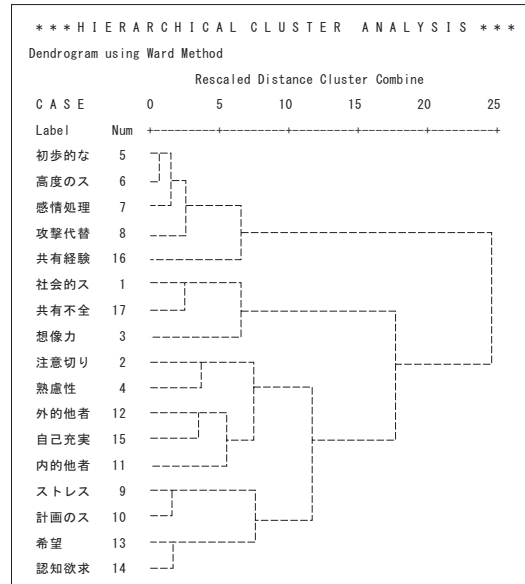 * * * H I E R A R C H I C A L  C L U S T E R  A N A L Y S I S * * *
Dendrogram using Ward Method
Rescaled Distance Cluster Combine
C A S E 0 5 10 15 20 25
Label Num
初歩的な 5
高度のス 6
感情処理 7
攻撃代替 8
共有経験 16
社会的ス 1
共有不全 17
想像力 3
注意切り 2
熟慮性 4
外的他者 12
自己充実 15
内的他者 11
ストレス 9
計画のス 10
希望 13
認知欲求 14